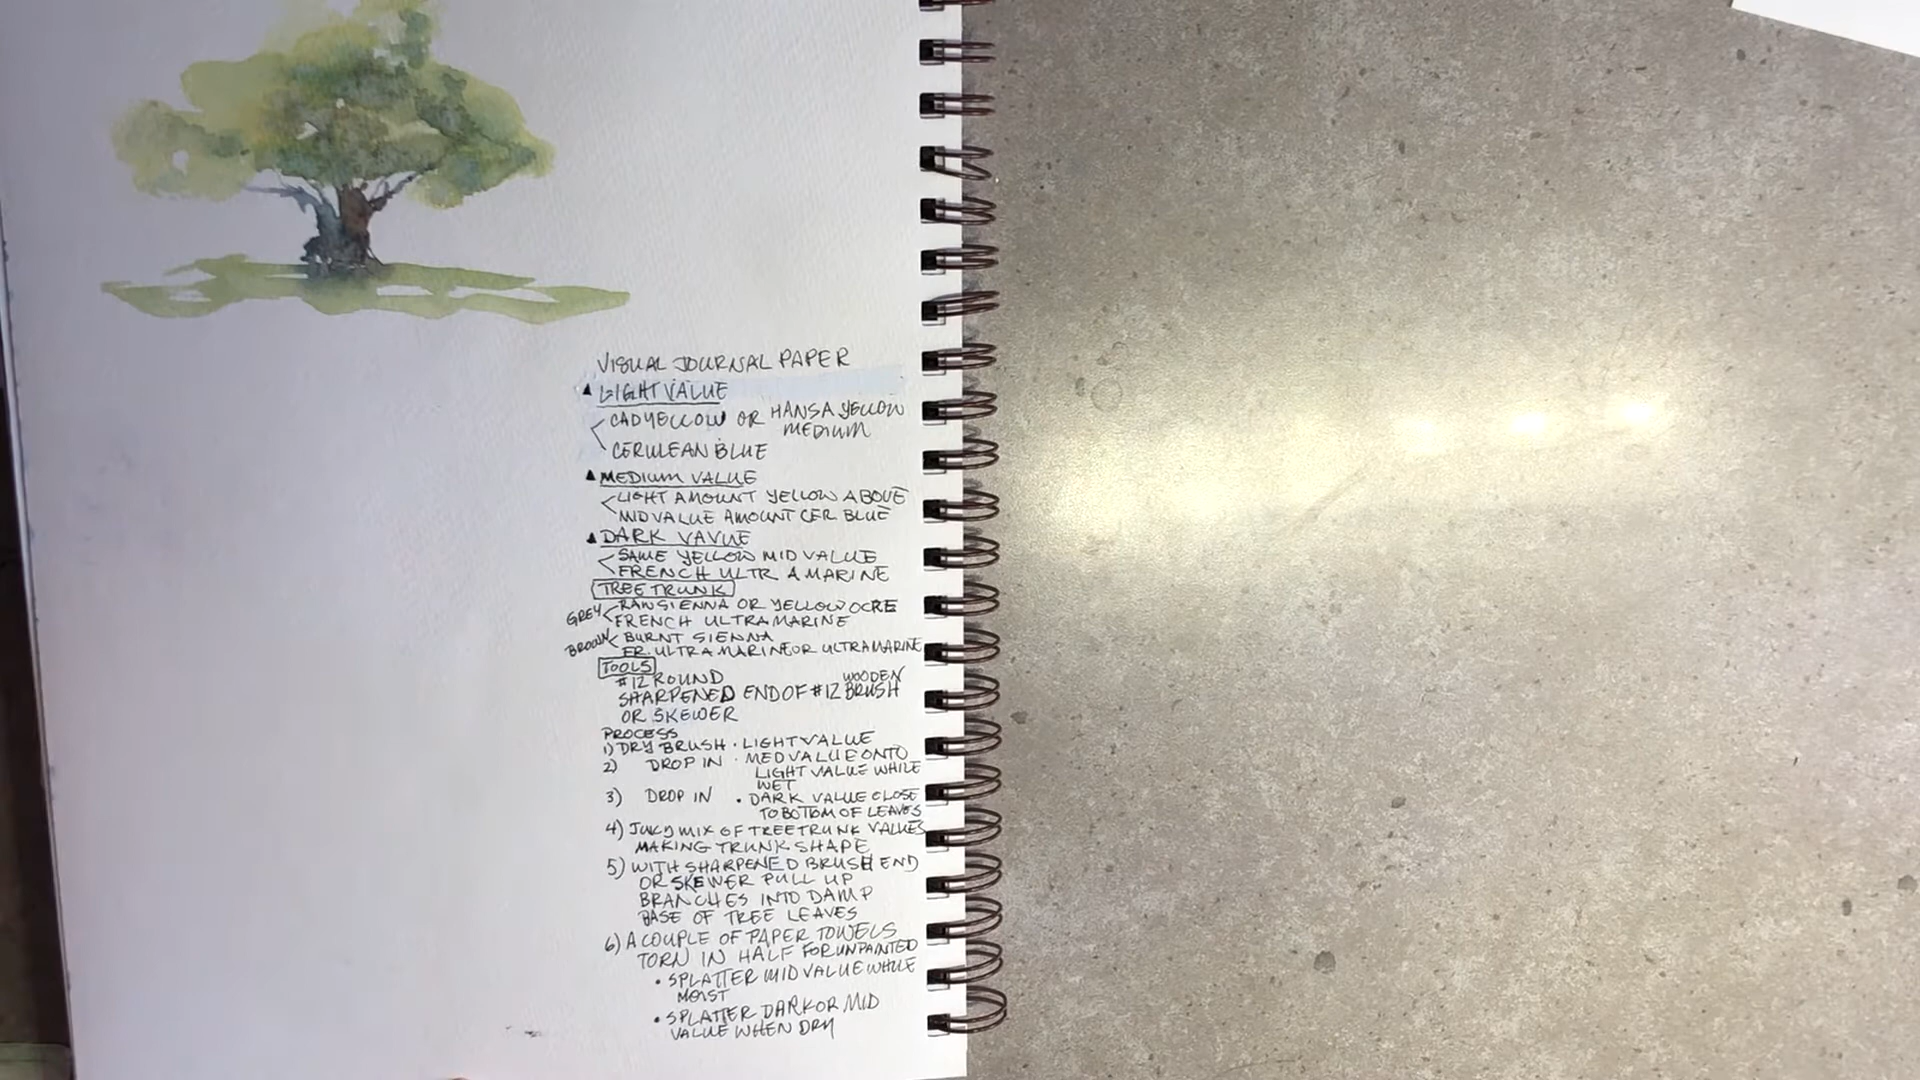 VISUAL JOURNAL PAPER
LIGHT VALUE
CAD YELLOW OR HANSA YELLOW
MEDIUM
CERULEAN BLUE
MEDIUM VALUE
LIGHT AMOUNT YELLOW ABOVE
MID VALUE AMOUNT CER BLUE
DARK VAVUE
SAME YELLOW MID VALUE
FRENCH ULTRAMARINE
TREE TRUNK
GREY RAW SIENNA OR YELLOW OCRE
FRENCH ULTRAMARINE
BROWN BURNT SIENNA
FR. ULTRAMARINE OR ULTRAMARINE
TOOLS
#12 ROUND
SHARPENED END OF #12 WOODEN BRUSH
OR SKEWER
PROCESS
1) DRY BRUSH · LIGHT VALUE
2) DROP IN · MED VALUE ONTO
LIGHT VALUE WHILE
WET
3) DROP IN · DARK VALUE CLOSE
TO BOTTOM OF LEAVES
4) JUICY MIX OF TREE TRUNK VALUES
MAKING TRUNK SHAPE
5) WITH SHARPENED BRUSH END
OR SKEWER PULL UP
BRANCHES INTO DAMP
BASE OF TREE LEAVES
6) A COUPLE OF PAPER TOWELS
TORN IN HALF FOR UNPAINTED
• SPLATTER MID VALUE WHILE
MOIST
• SPLATTER DARK OR MID
VALUE WHEN DRY